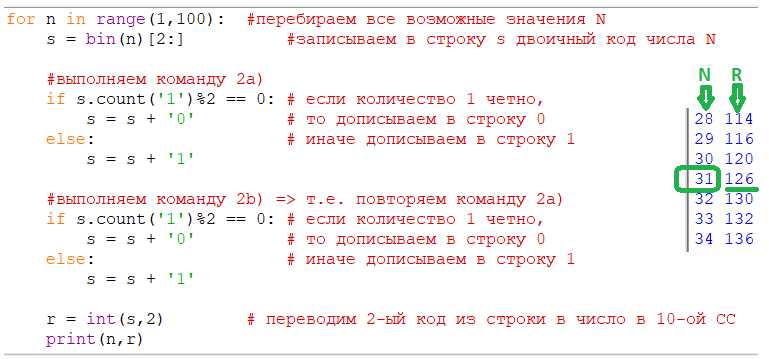 for n in range(1,100):  #перебираем все возможные значения N
    s = bin(n)[2:]          #записываем в строку s двоичный код числа N
    #выполняем команду 2a)
    if s.count('1')%2 == 0: # если количество 1 четно,
        s = s + '0'         # то дописываем в строку 0
    else:                   # иначе дописываем в строку 1
        s = s + '1'
    #выполняем команду 2b) => т.е. повторяем команду 2a)
    if s.count('1')%2 == 0: # если количество 1 четно,
        s = s + '0'         # то дописываем в строку 0
    else:                   # иначе дописываем в строку 1
        s = s + '1'
    r = int(s,2)        # переводим 2-ый код из строки в число в 10-ой СС
    print(n,r)
N R
28 114
29 116
30 120
31 126
32 130
33 132
34 136